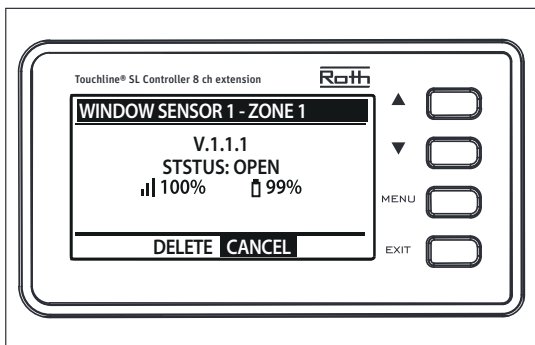 Touchline® SL Controller 8 ch extension
Roth
WINDOW SENSOR 1 - ZONE 1
V.1.1.1
STSTUS: OPEN
100% 99%
DELETE CANCEL
MENU
EXIT